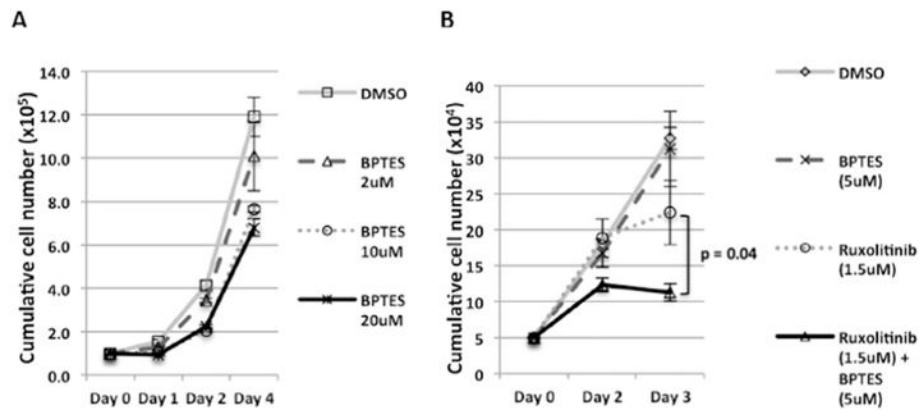 A
Cumulative cell number (x10⁵)
14.0
12.0
10.0
8.0
6.0
4.0
2.0
0.0
Day 0 Day 1 Day 2 Day 4
DMSO
BPTES
2uM
BPTES
10uM
BPTES
20uM
B
Cumulative cell number (x10⁴)
40
35
30
25
20
15
10
5
0
Day 0 Day 2 Day 3
p = 0.04
DMSO
BPTES
(5uM)
Ruxolitinib
(1.5uM)
Ruxolitinib
(1.5uM) +
BPTES
(5uM)